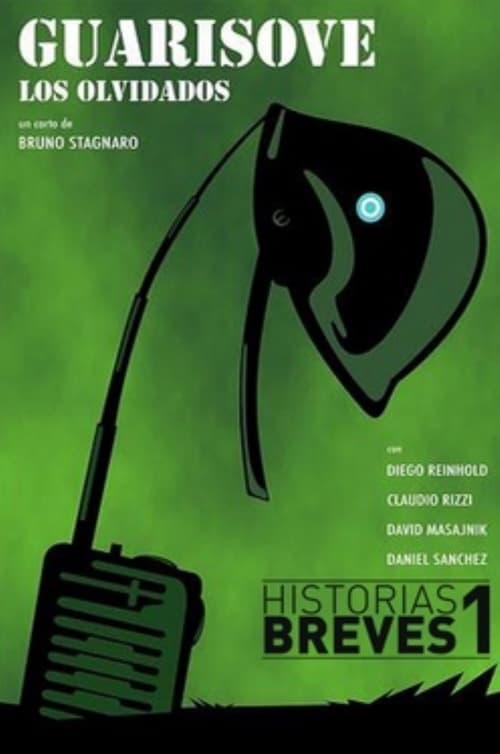 GUARISOVE
LOS OLVIDADOS
un corto de
BRUNO STAGNARO
con
DIEGO REINHOLD
CLAUDIO RIZZI
DAVID MASAJNIK
DANIEL SANCHEZ
HISTORIAS
BREVES 1